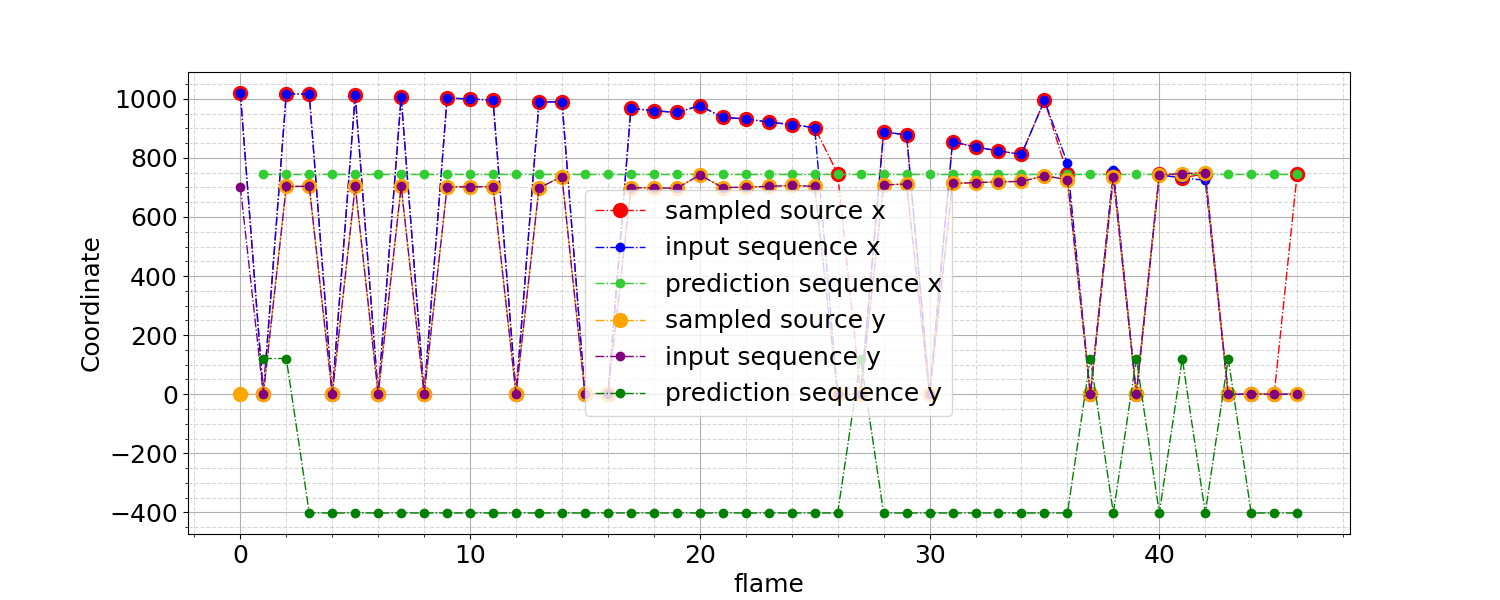 1000
800
600
400
200
0
−200
−400
Coordinate
sampled source x
input sequence x
prediction sequence x
sampled source y
input sequence y
prediction sequence y
0 10 20 30 40
flame